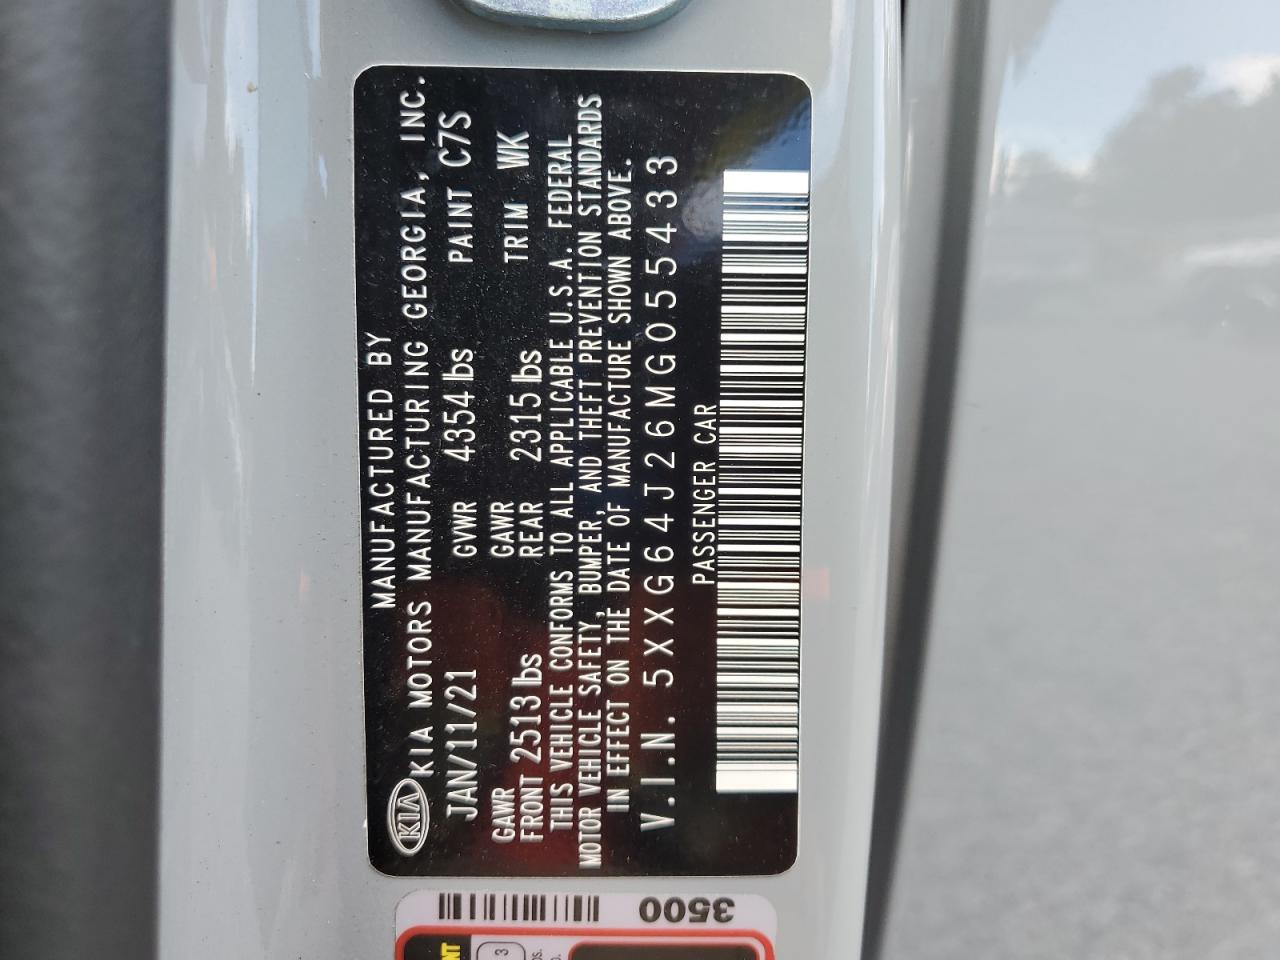 MANUFACTURED BY
KIA KIA MOTORS MANUFACTURING GEORGIA, INC.
JAN/11/21 GVWR 4354 lbs PAINT C7S
GAWR FRONT 2513 lbs GAWR REAR 2315 lbs TRIM WK
THIS VEHICLE CONFORMS TO ALL APPLICABLE U.S.A. FEDERAL
MOTOR VEHICLE SAFETY, BUMPER, AND THEFT PREVENTION STANDARDS
IN EFFECT ON THE DATE OF MANUFACTURE SHOWN ABOVE.
V.I.N. 5XXG64J26MG055433
PASSENGER CAR
3500
3